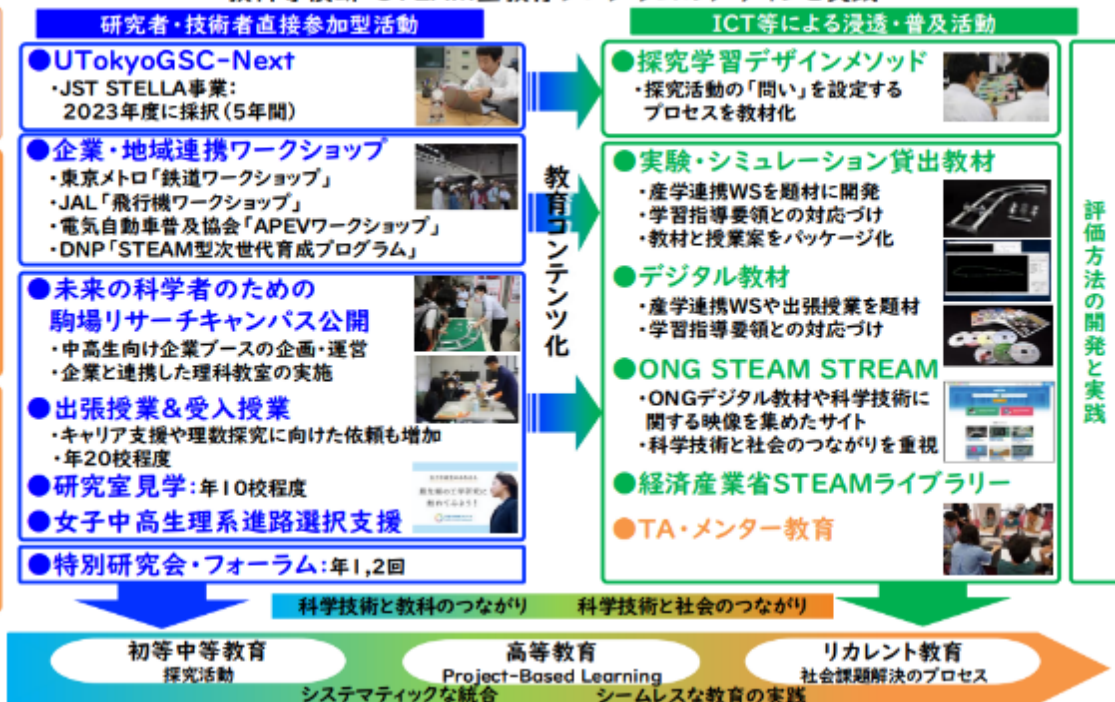 研究者・技術者直接参加型活動
●UTokyoGSC-Next
・JST STELLA事業:
2023年度に採択(5年間)
●企業・地域連携ワークショップ
・東京メトロ「鉄道ワークショップ」
・JAL「飛行機ワークショップ」
・電気自動車普及協会「APEVワークショップ」
・DNP「STEAM型次世代育成プログラム」
●未来の科学者のための
駒場リサーチキャンパス公開
・中高生向け企業ブースの企画・運営
・企業と連携した理科教室の実施
●出張授業&受入授業
・キャリア支援や理数探究に向けた依頼も増加
・年20校程度
●研究室見学:年10校程度
●女子中高生理系進路選択支援
●特別研究会・フォーラム:年1,2回
教育コンテンツ化
ICT等による浸透・普及活動
●探究学習デザインメソッド
・探究活動の「問い」を設定する
プロセスを教材化
●実験・シミュレーション貸出教材
・産学連携WSを題材に開発
・学習指導要領との対応づけ
・教材と授業案をパッケージ化
●デジタル教材
・産学連携WSや出張授業を題材
・学習指導要領との対応づけ
●ONG STEAM STREAM
・ONGデジタル教材や科学技術に
関する映像を集めたサイト
・科学技術と社会のつながりを重視
●経済産業省STEAMライブラリー
●TA・メンター教育
評価方法の開発と実践
科学技術と教科のつながり 科学技術と社会のつながり
初等中等教育
探究活動
高等教育
Project-Based Learning
リカレント教育
社会課題解決のプロセス
システマティックな統合 シームレスな教育の実践